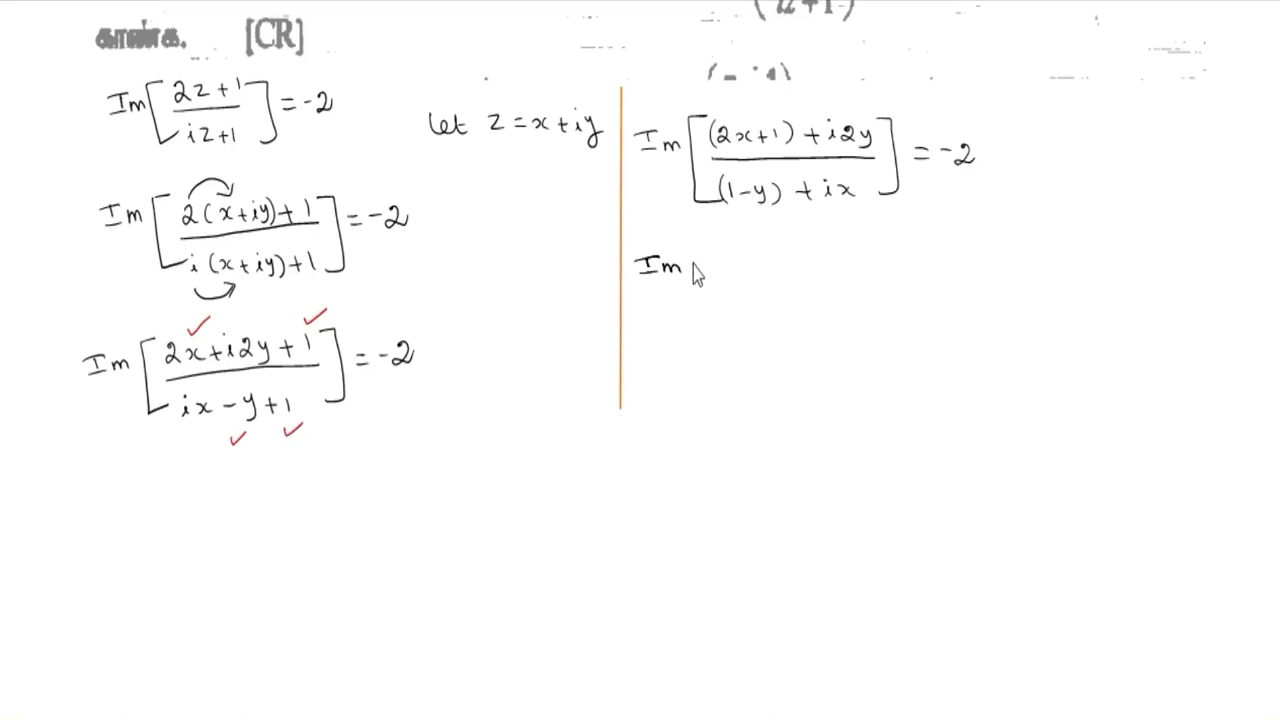 காண்க. [CR]
Im[(2z+1)/(iz+1)] = -2
let z = x+iy
Im[(2(x+iy)+1)/(i(x+iy)+1)] = -2
Im[(2x+i2y+1)/(ix-y+1)] = -2
Im[((2x+1)+i2y)/((1-y)+ix)] = -2
Im